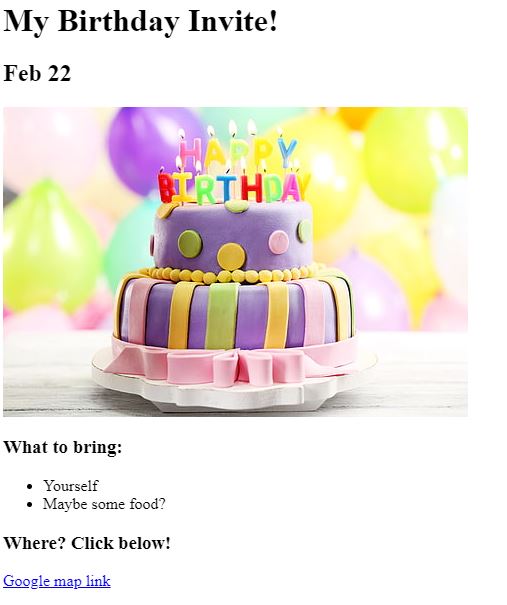 My Birthday Invite!
Feb 22
HAPPY
BIRTHDAY
What to bring:
Yourself
Maybe some food?
Where? Click below!
Google map link